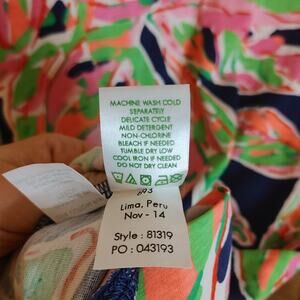 MACHINE WASH COLD
SEPARATELY
DELICATE CYCLE
MILD DETERGENT
NON-CHLORINE
BLEACH IF NEEDED
TUMBLE DRY LOW
COOL IRON IF NEEDED
DO NOT DRY CLEAN
693
Lima, Peru
Nov - 14
Style : 81319
PO : 043193